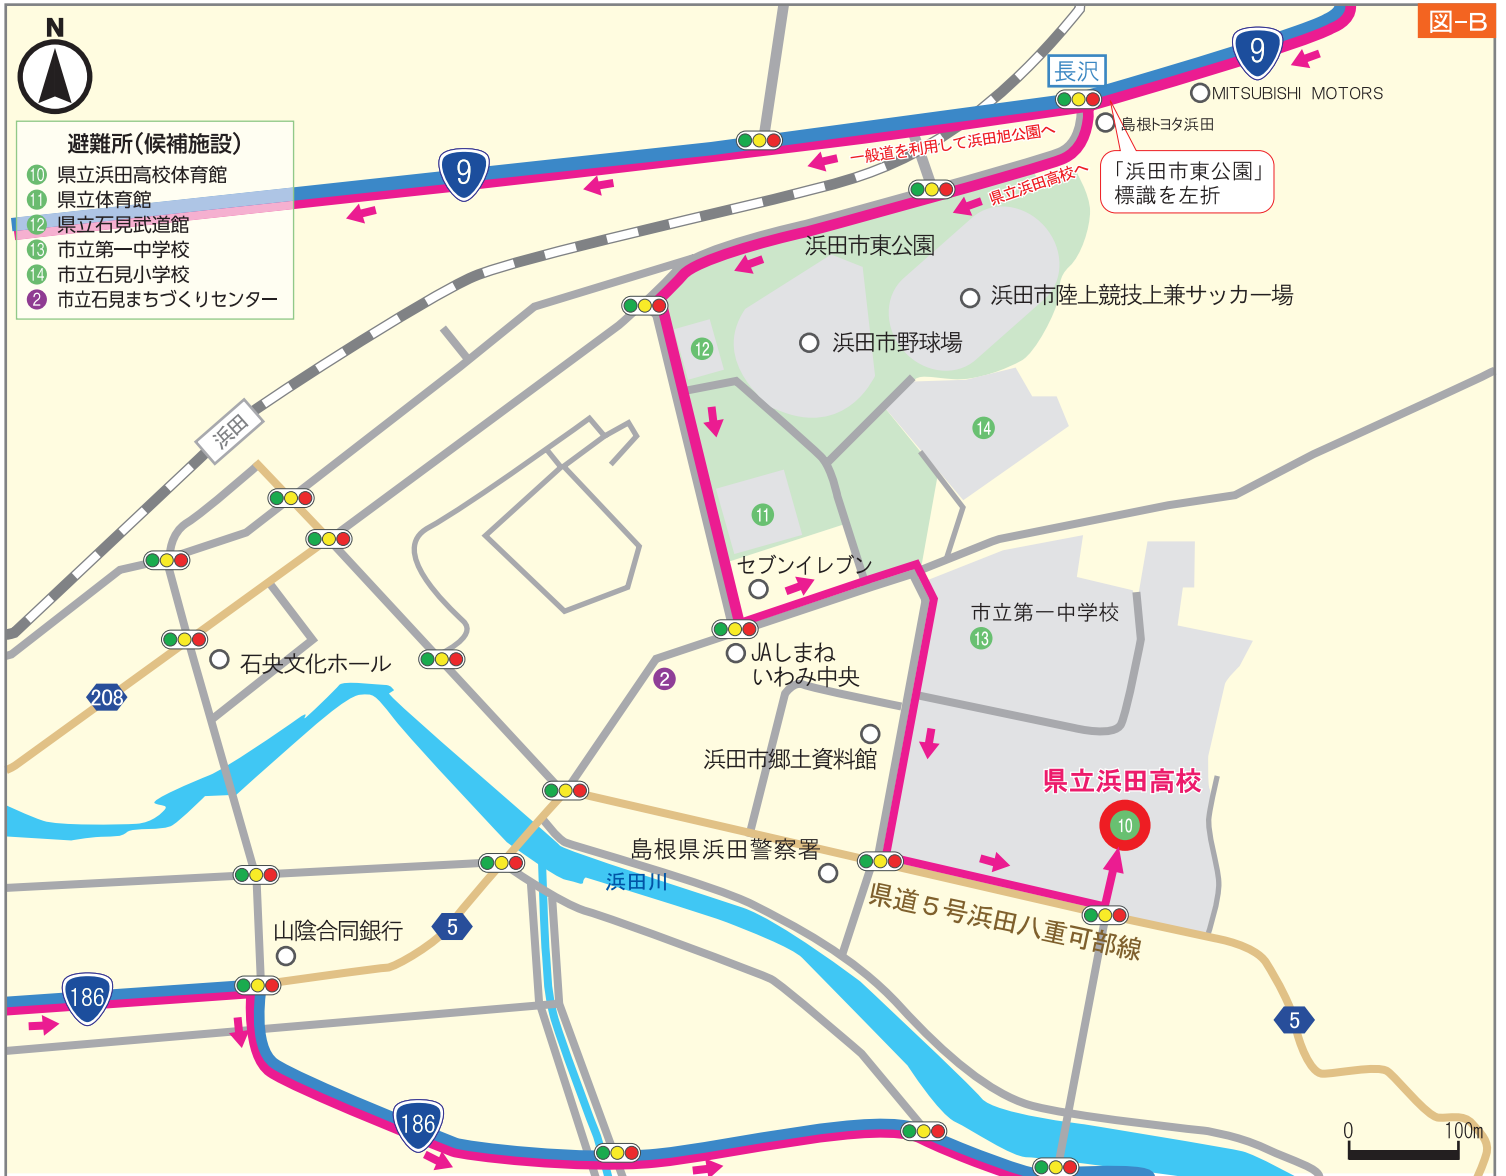 図-B
N
9
長沢
MITSUBISHI MOTORS
島根トヨタ浜田
「浜田市東公園」
標識を左折
一般道を利用して浜田旭公園へ
県立浜田高校へ
9
避難所(候補施設)
10 県立浜田高校体育館
11 県立体育館
12 県立石見武道館
13 市立第一中学校
14 市立石見小学校
2 市立石見まちづくりセンター
浜田市東公園
浜田市陸上競技上兼サッカー場
浜田市野球場
12
14
浜田
11
セブンイレブン
市立第一中学校
13
JAしまね
いわみ中央
2
石央文化ホール
208
浜田市郷土資料館
県立浜田高校
10
島根県浜田警察署
浜田川
県道5号浜田八重可部線
5
山陰合同銀行
186
5
186
0 100m